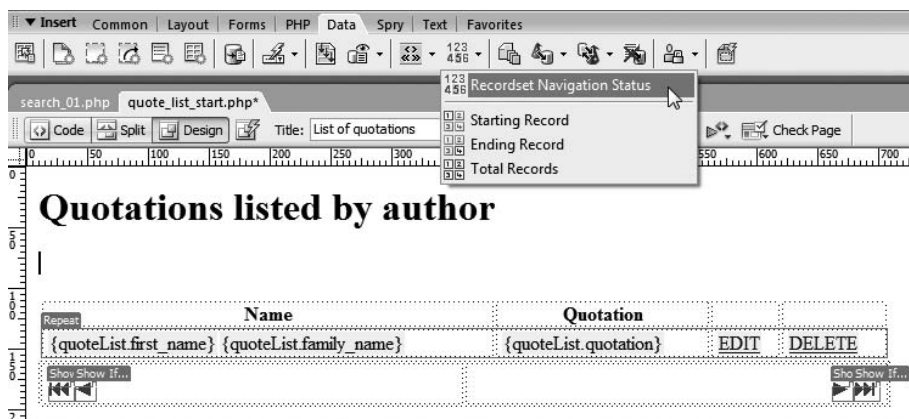 ▼ Insert Common Layout Forms PHP Data Spry Text Favorites
123
456
123
456 Recordset Navigation Status
search_01.php quote_list_start.php*
Starting Record
Code Split Design Title: List of quotations
Check Page
Ending Record
0 50 100 150 200 250 300 550 600 650 700
Total Records
Quotations listed by author
Name Quotation
Repeat
{quoteList.first_name} {quoteList.family_name} {quoteList.quotation} EDIT DELETE
Show If... Show If...